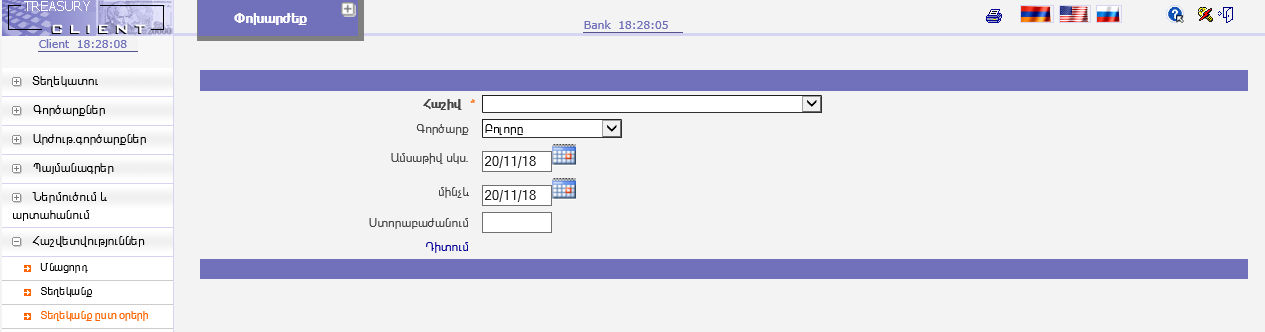 TREASURY
CLIENT
Client 18:28:08
Փոխարժեք
Bank 18:28:05
Տեղեկատու
Գործարքներ
Արժութ.գործարքներ
Պայմանագրեր
Ներմուծում և
արտահանում
Հաշվետվություններ
Մնացորդ
Տեղեկանք
Տեղեկանք ըստ օրերի
Հաշիվ *
Գործարք Բոլորը
Ամսաթիվ սկս. 20/11/18
մինչև 20/11/18
Ստորաբաժանում
Դիտում